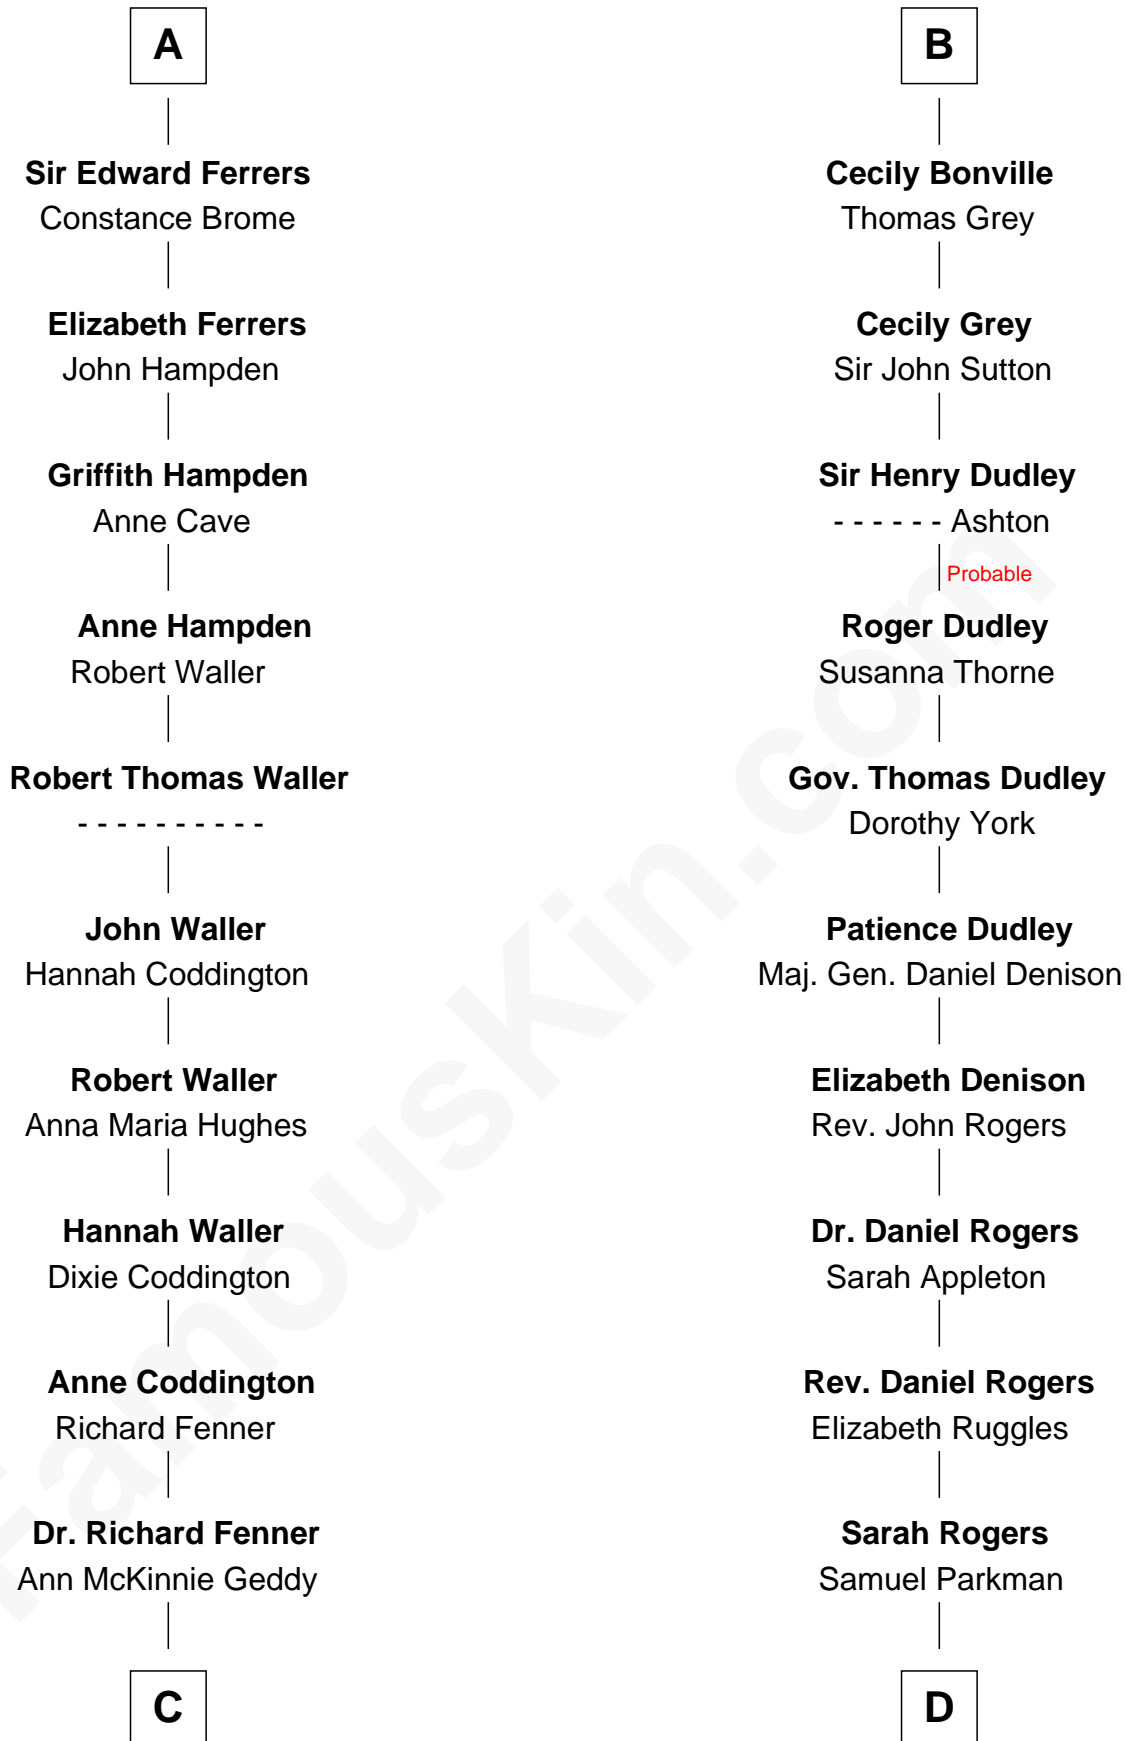 A
Sir Edward Ferrers
Constance Brome
Elizabeth Ferrers
John Hampden
Griffith Hampden
Anne Cave
Anne Hampden
Robert Waller
Robert Thomas Waller
- - - - - - - - - -
John Waller
Hannah Coddington
Robert Waller
Anna Maria Hughes
Hannah Waller
Dixie Coddington
Anne Coddington
Richard Fenner
Dr. Richard Fenner
Ann McKinnie Geddy
C
B
Cecily Bonville
Thomas Grey
Cecily Grey
Sir John Sutton
Sir Henry Dudley
- - - - - - Ashton
Probable
Roger Dudley
Susanna Thorne
Gov. Thomas Dudley
Dorothy York
Patience Dudley
Maj. Gen. Daniel Denison
Elizabeth Denison
Rev. John Rogers
Dr. Daniel Rogers
Sarah Appleton
Rev. Daniel Rogers
Elizabeth Ruggles
Sarah Rogers
Samuel Parkman
D
FamousKin.com